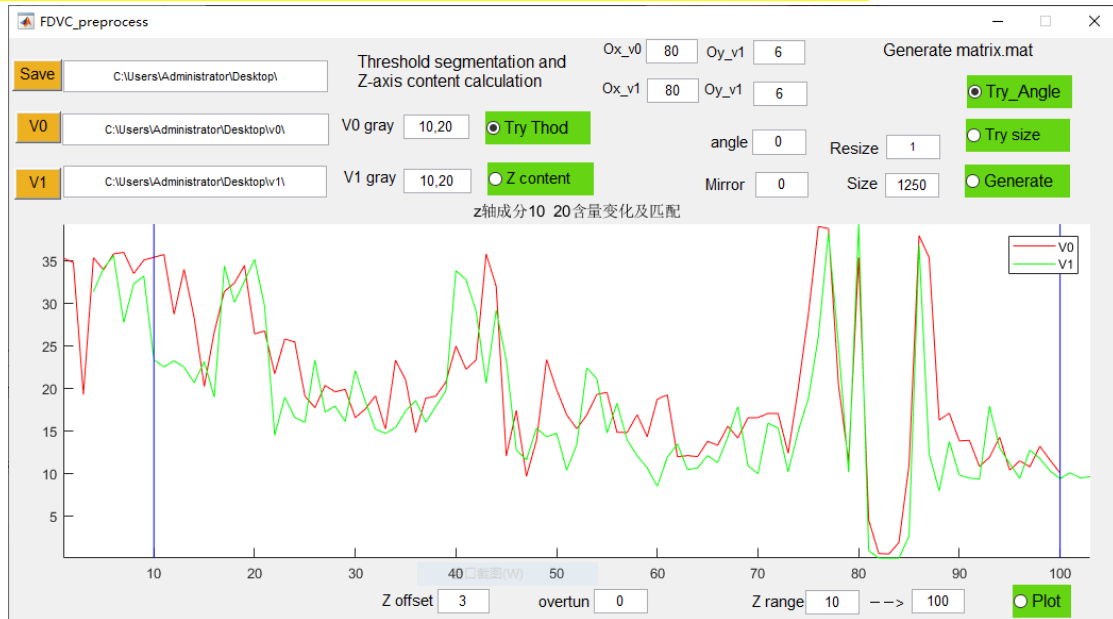 FDVC_preprocess
Save
C:\Users\Administrator\Desktop\
V0
C:\Users\Administrator\Desktop\v0\
V1
C:\Users\Administrator\Desktop\v1\
Threshold segmentation and
Z-axis content calculation
V0 gray 10,20 Try Thod
V1 gray 10,20 Z content
Ox_v0 80 Oy_v1 6
Ox_v1 80 Oy_v1 6
angle 0
Mirror 0
Generate matrix.mat
Try_Angle
Resize 1 Try size
Size 1250 Generate
z轴成分10 20含量变化及匹配
V0
V1
35
30
25
20
15
10
5
10 20 30 40 50 60 70 80 90 100
截图(W)
Z offset 3 overtun 0 Z range 10 --> 100 Plot